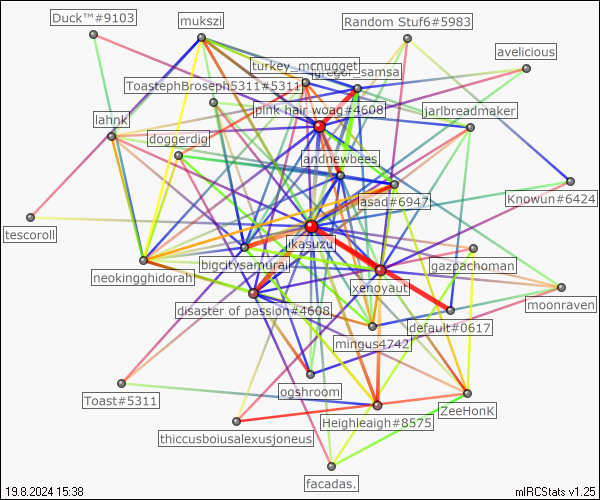 Duck™#9103
mukszi
Random Stuf6#5983
avelicious
turkey_mcnugget
gregor_samsa
ToastephBroseph5311#5311
pink hair woag#4608
jarlbreadmaker
lahnk
doggerdig
andnewbees
asad#6947
Knowun#6424
tescoroll
ikasuzu
bigcitysamurai
gazpachoman
neokingghidorah
xenovaut
disaster of passion#4608
moonraven
default#0617
mingus4742
ogshroom
Toast#5311
ZeeHonK
Heighleaigh#8575
thiccusboiusalexusjoneus
facadas.
19.8.2024 15:38
mIRCStats v1.25